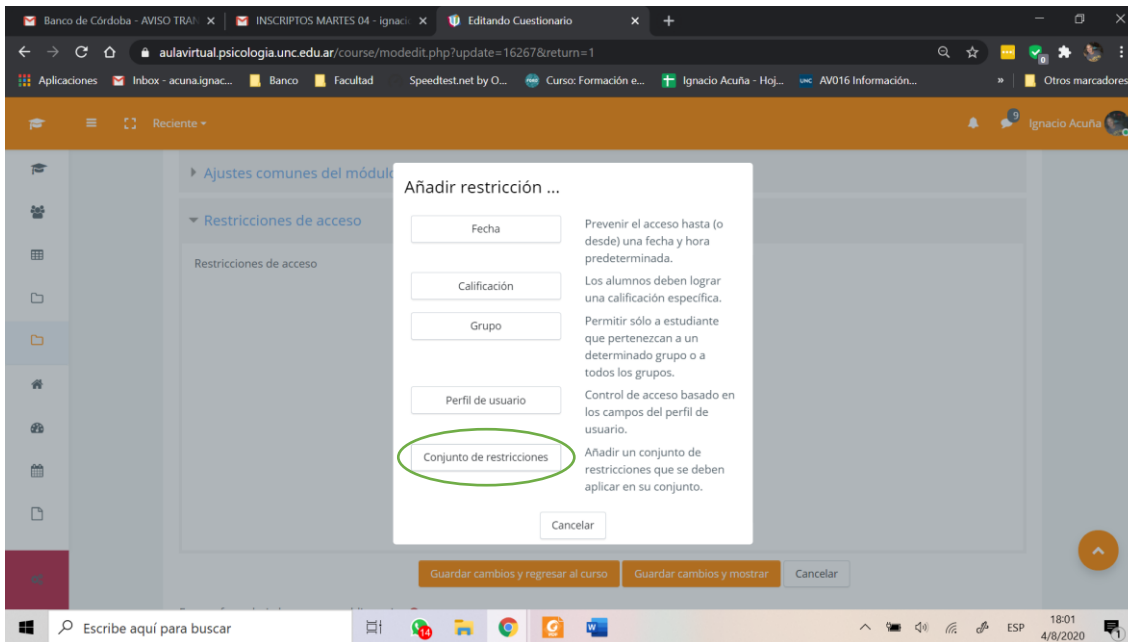 Banco de Córdoba - AVISO TRAN
INSCRIPTOS MARTES 04 - ignaci
Editando Cuestionario
aulavirtual.psicologia.unc.edu.ar/course/modedit.php?update=16267&return=1
Aplicaciones
Inbox - acuna.ignac...
Banco
Facultad
Speedtest.net by O...
Curso: Formación e...
Ignacio Acuña - Hoj...
AV016 Información...
»
Otros marcadores
Reciente
9
Ignacio Acuña
Ajustes comunes del módulo
Restricciones de acceso
Restricciones de acceso
Añadir restricción ...
Fecha
Prevenir el acceso hasta (o
desde) una fecha y hora
predeterminada.
Calificación
Los alumnos deben lograr
una calificación específica.
Grupo
Permitir sólo a estudiante
que pertenezcan a un
determinado grupo o a
todos los grupos.
Perfil de usuario
Control de acceso basado en
los campos del perfil de
usuario.
Conjunto de restricciones
Añadir un conjunto de
restricciones que se deben
aplicar en su conjunto.
Cancelar
Guardar cambios y regresar al curso
Guardar cambios y mostrar
Cancelar
Escribe aquí para buscar
14
ESP
18:01
4/8/2020
1